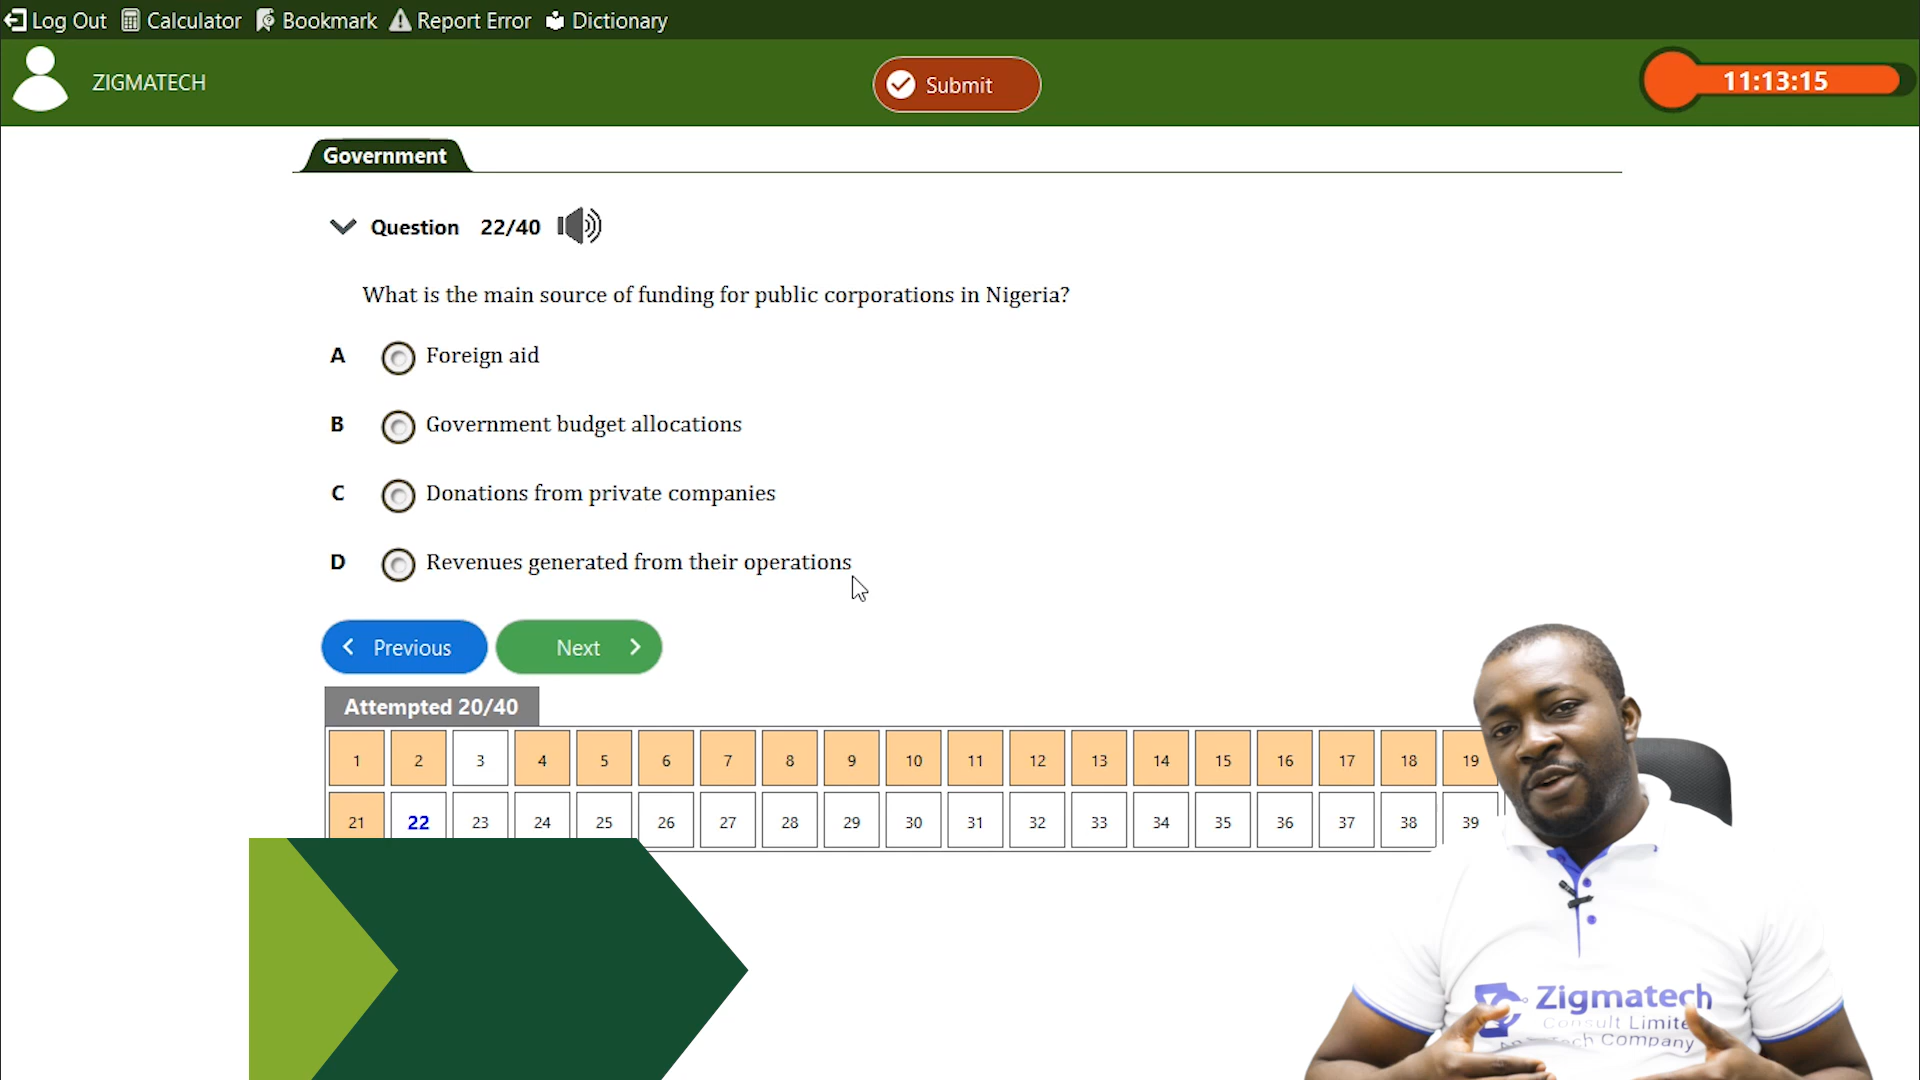 Log Out Calculator Bookmark Report Error Dictionary
ZIGMATECH
Submit
11:13:15
Government
Question 22/40
What is the main source of funding for public corporations in Nigeria?
A Foreign aid
B Government budget allocations
C Donations from private companies
D Revenues generated from their operations
Previous Next
Attempted 20/40
1 2 3 4 5 6 7 8 9 10 11 12 13 14 15 16 17 18 19
21 22 23 24 25 26 27 28 29 30 31 32 33 34 35 36 37 38 39
Zigmatech
Consult Limite
Tech Company